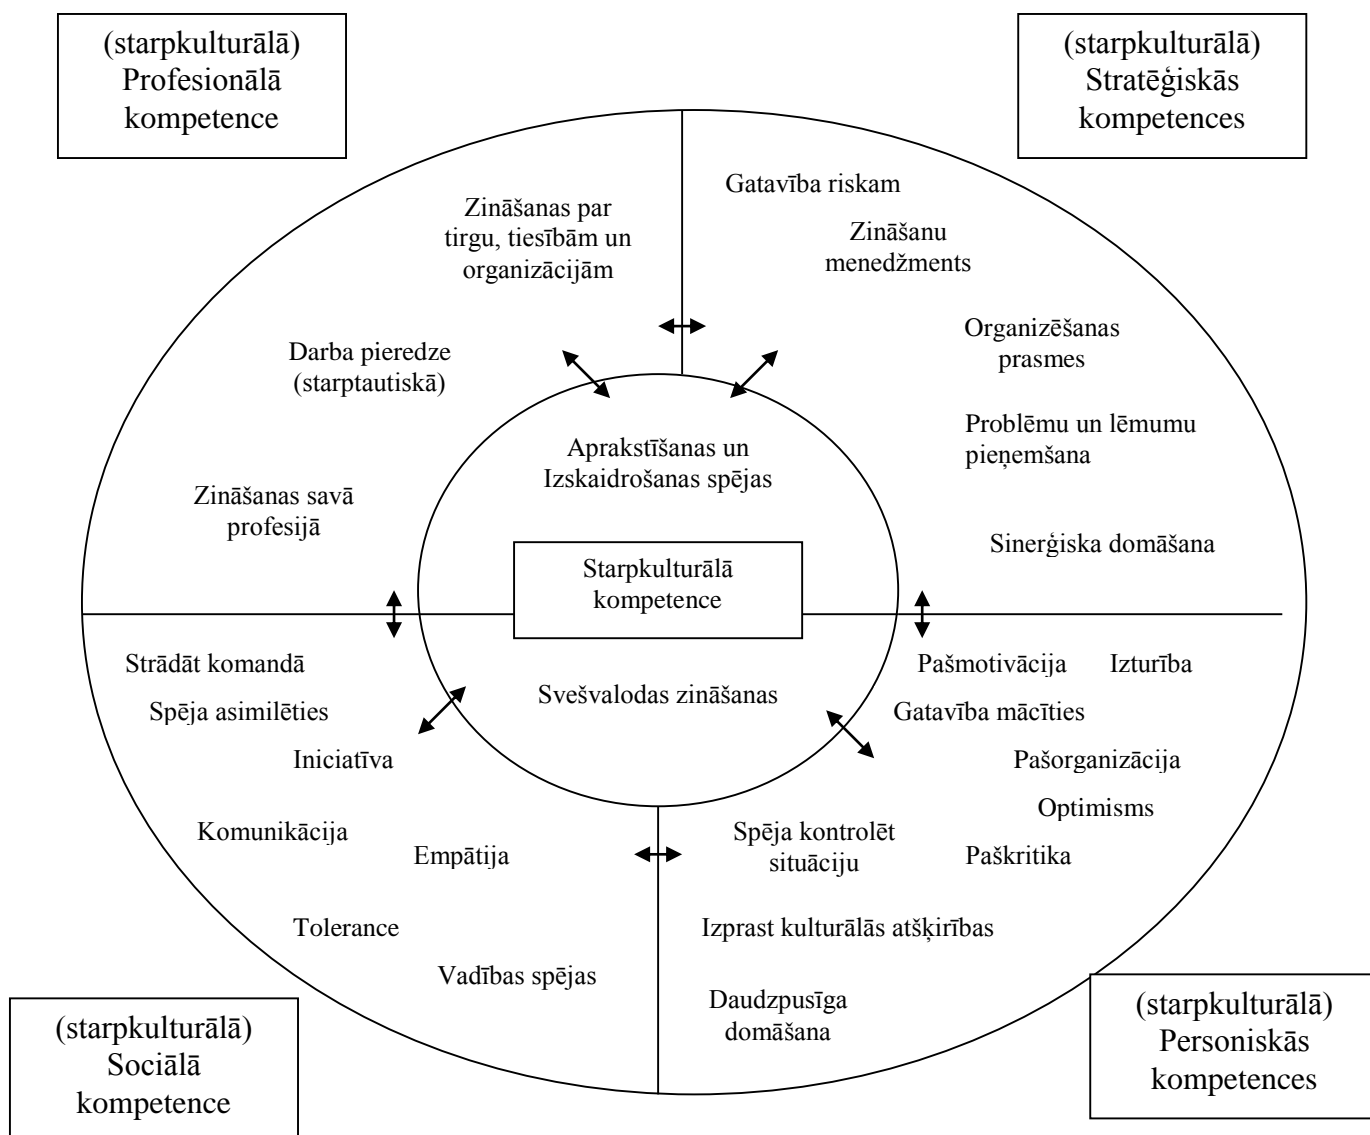 (starpkulturālā)
Profesionālā
kompetence
(starpkulturālā)
Stratēģiskās
kompetences
Zināšanas par
tirgu, tiesībām un
organizācijām
Gatavība riskam
Zināšanu
menedžments
Darba pieredze
(starptautiskā)
Organizēšanas
prasmes
Zināšanas savā
profesijā
Problēmu un lēmumu
pieņemšana
Sinerģiska domāšana
Aprakstīšanas un
Izskaidrošanas spējas
Starpkulturālā
kompetence
Svešvalodas zināšanas
Strādāt komandā
Spēja asimilēties
Iniciatīva
Komunikācija
Empātija
Tolerance
Vadības spējas
Pašmotivācija
Izturība
Gatavība mācīties
Pašorganizācija
Optimisms
Spēja kontrolēt
situāciju
Paškritika
Izprast kulturālās atšķirības
Daudzpusīga
domāšana
(starpkulturālā)
Sociālā
kompetence
(starpkulturālā)
Personiskās
kompetences